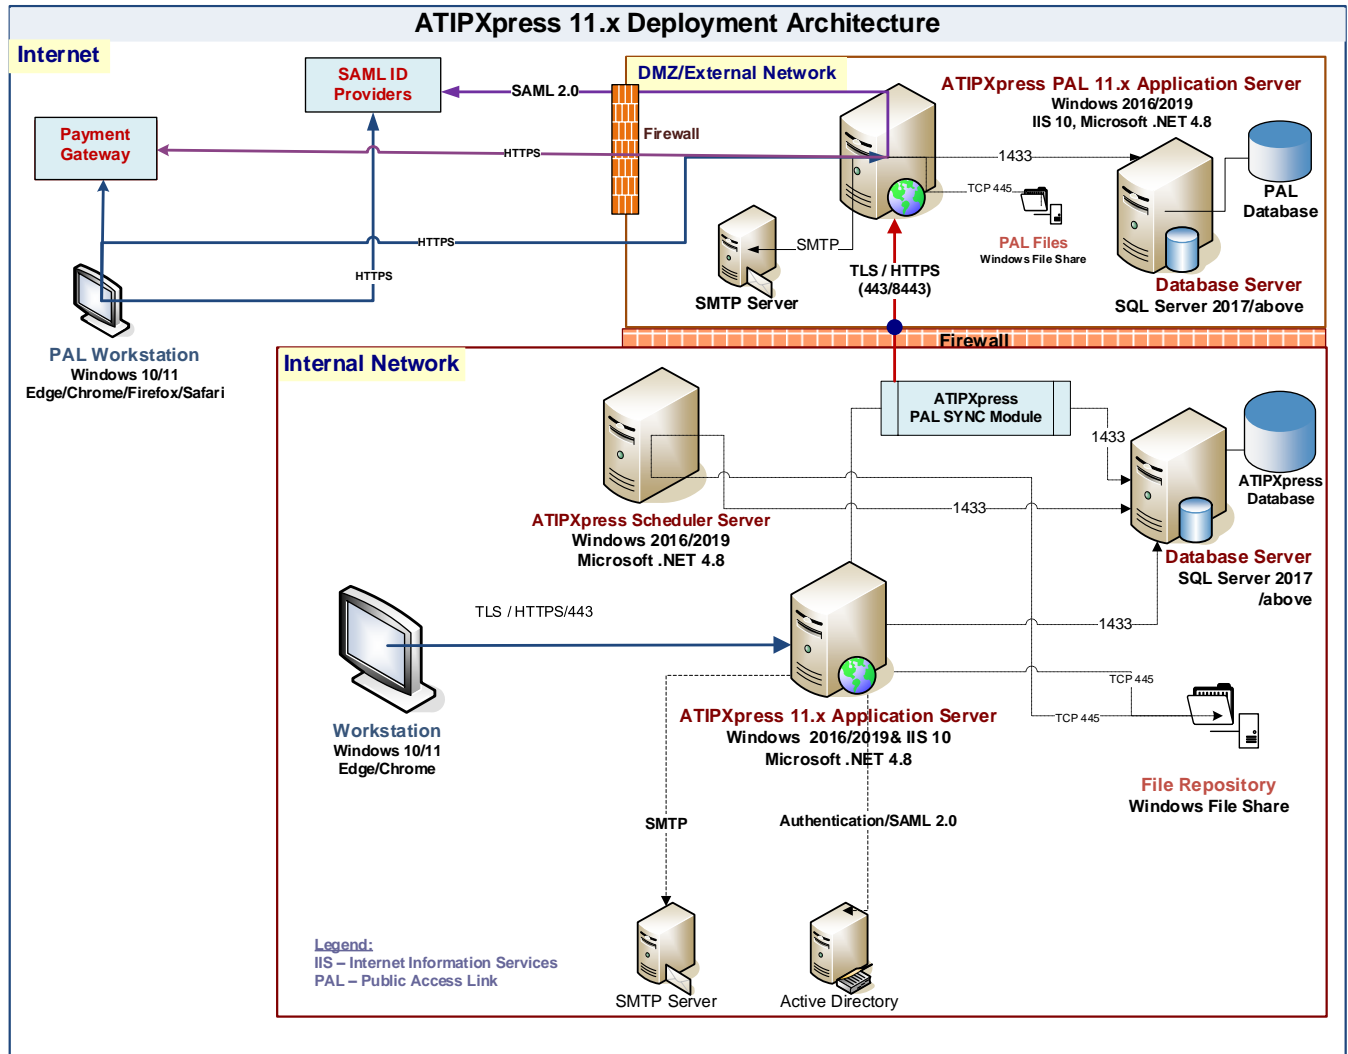 ATIPXpress 11.x Deployment Architecture
Internet
SAML ID
Providers
SAML 2.0
DMZ/External Network
Firewall
ATIPXpress PAL 11.x Application Server
Windows 2016/2019
IIS 10, Microsoft .NET 4.8
Payment
Gateway
HTTPS
1433
TCP 445
PAL
Database
HTTPS
HTTPS
SMTP
SMTP Server
TLS / HTTPS
(443/8443)
PAL Files
Windows File Share
Database Server
SQL Server 2017/above
PAL Workstation
Windows 10/11
Edge/Chrome/Firefox/Safari
Firewall
Internal Network
ATIPXpress
PAL SYNC Module
1433
ATIPXpress
Database
1433
ATIPXpress Scheduler Server
Windows 2016/2019
Microsoft .NET 4.8
Database Server
SQL Server 2017
/above
TLS / HTTPS/443
1433
TCP 445
TCP 445
Workstation
Windows 10/11
Edge/Chrome
ATIPXpress 11.x Application Server
Windows  2016/2019& IIS 10
Microsoft .NET 4.8
File Repository
Windows File Share
SMTP
Authentication/SAML 2.0
Legend:
IIS – Internet Information Services
PAL – Public Access Link
SMTP Server
Active Directory